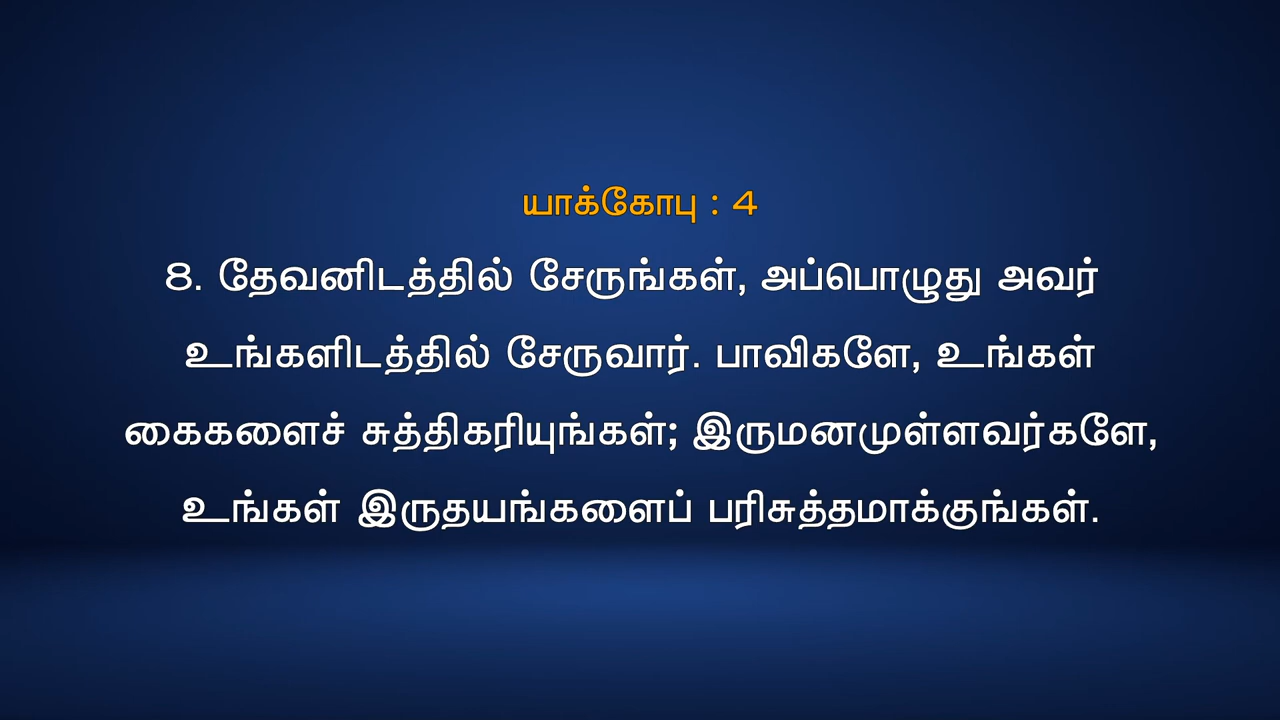 யாக்கோபு : 4
8. தேவனிடத்தில் சேருங்கள், அப்பொழுது அவர்
உங்களிடத்தில் சேருவார். பாவிகளே, உங்கள்
கைகளைச் சுத்திகரியுங்கள்; இருமனமுள்ளவர்களே,
உங்கள் இருதயங்களைப் பரிசுத்தமாக்குங்கள்.